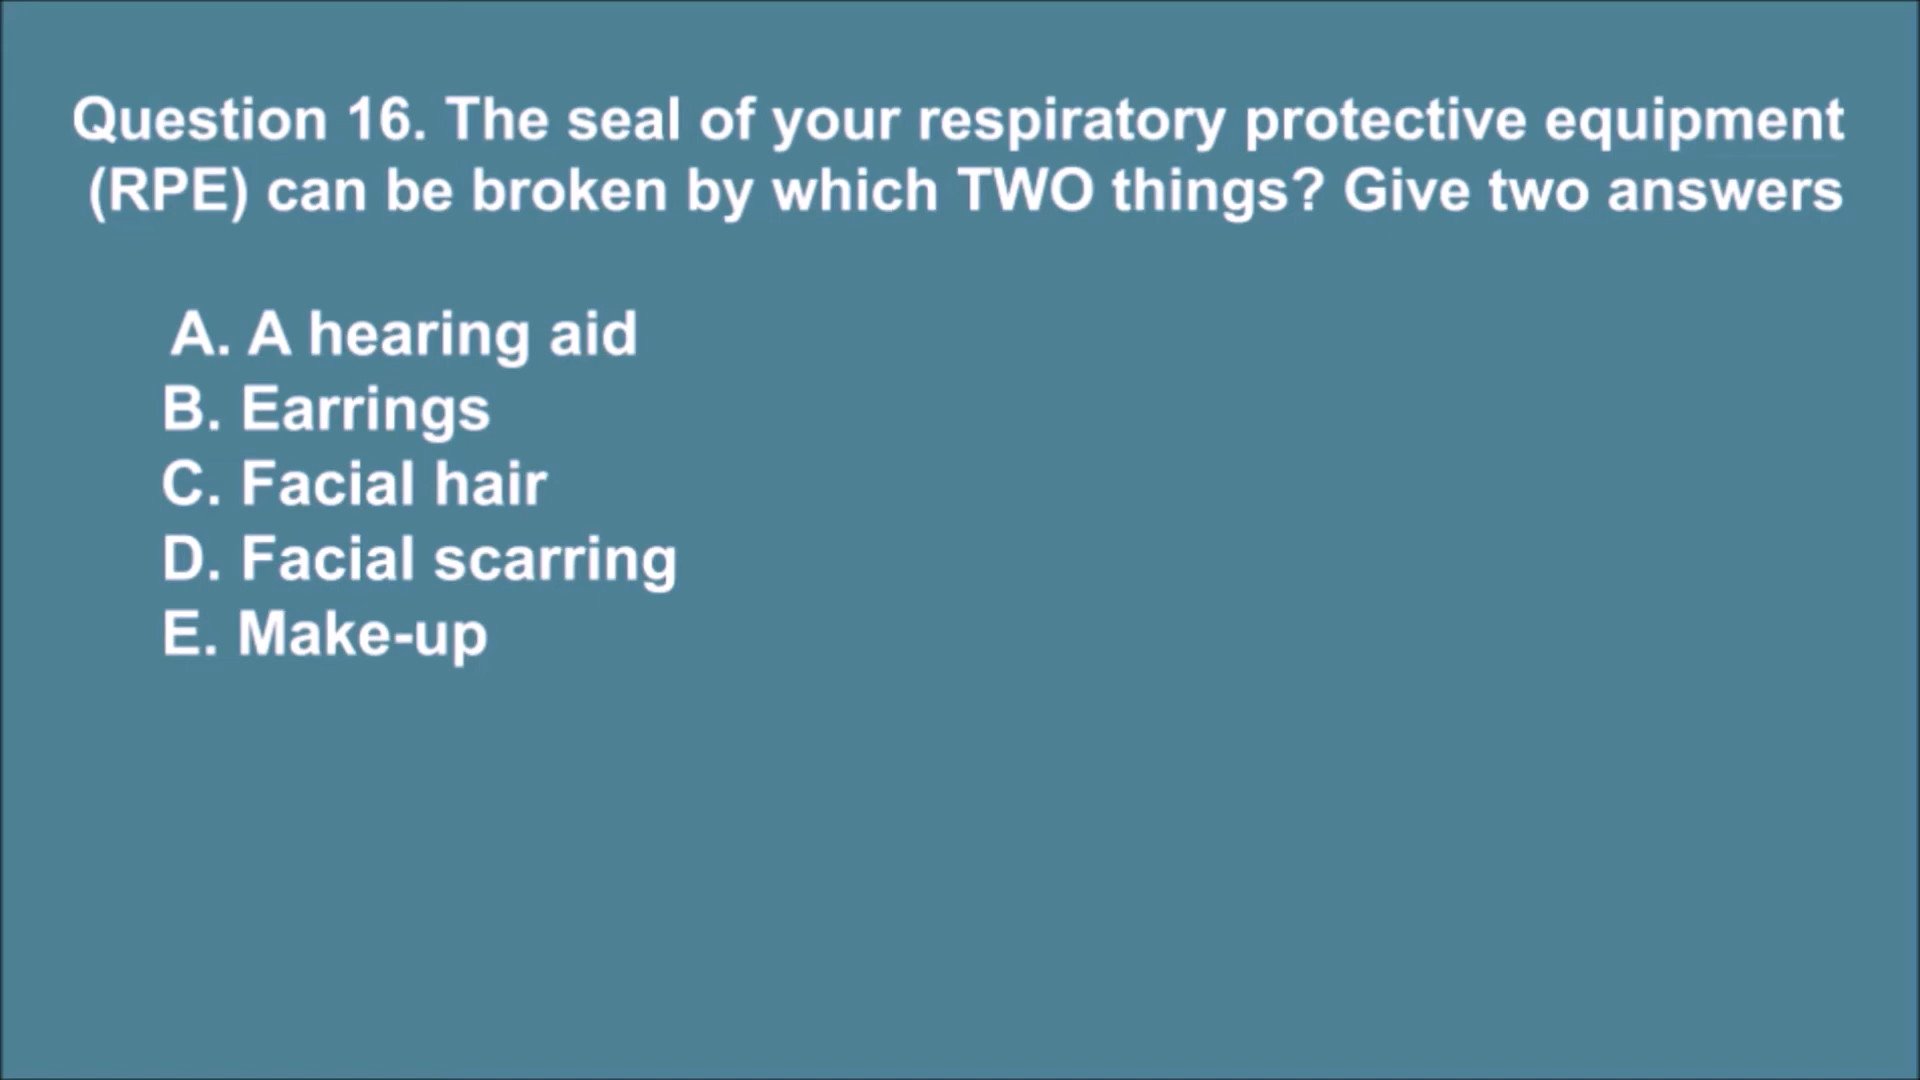 Question 16. The seal of your respiratory protective equipment
(RPE) can be broken by which TWO things? Give two answers
A. A hearing aid
B. Earrings
C. Facial hair
D. Facial scarring
E. Make-up